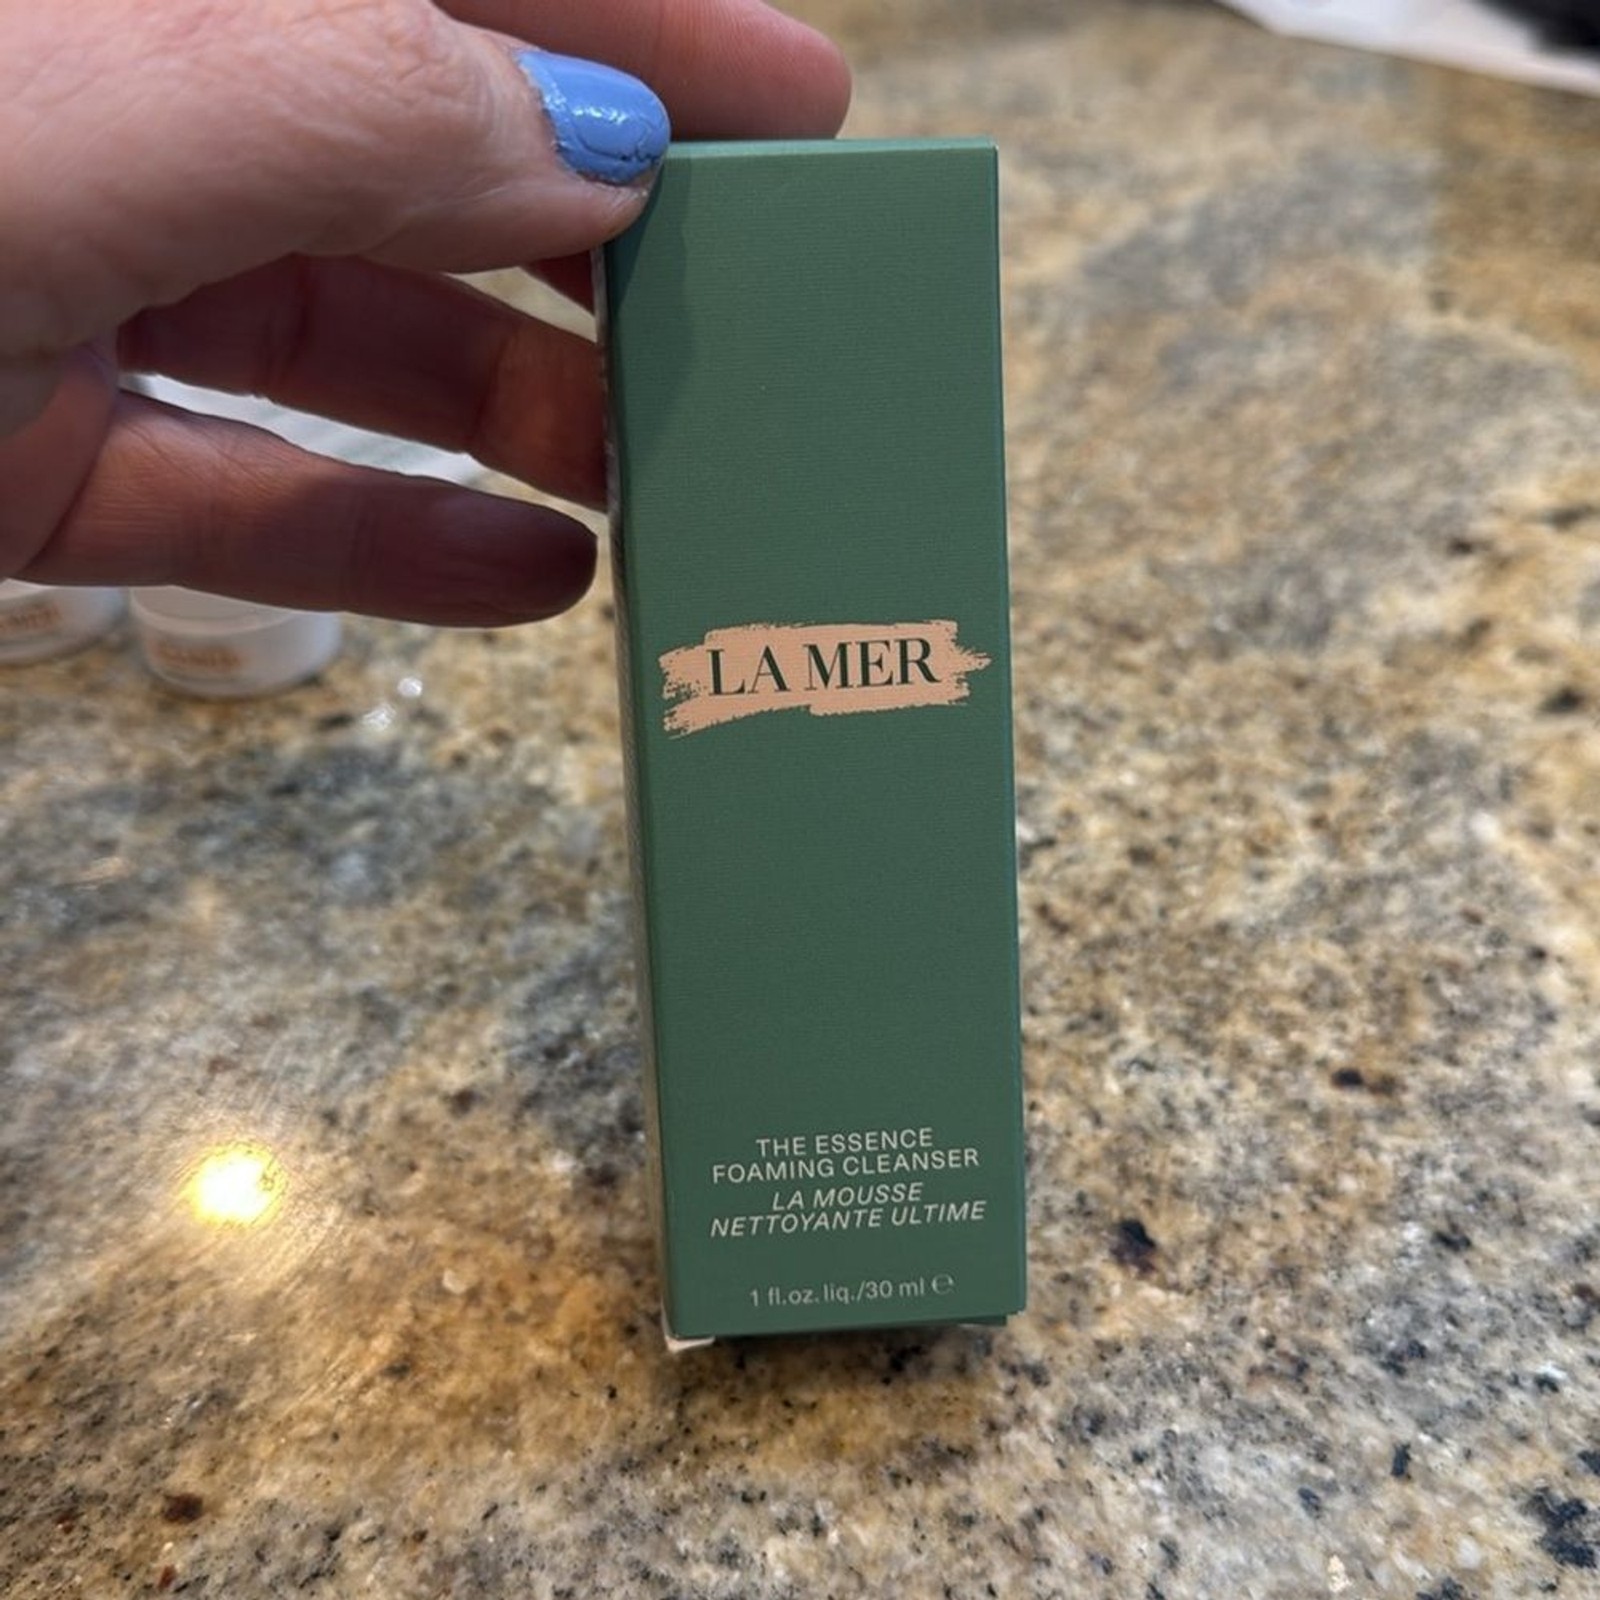 LA MER
THE ESSENCE
FOAMING CLEANSER
LA MOUSSE
NETTOYANTE ULTIME
1 fl.oz.liq./30 ml ℮